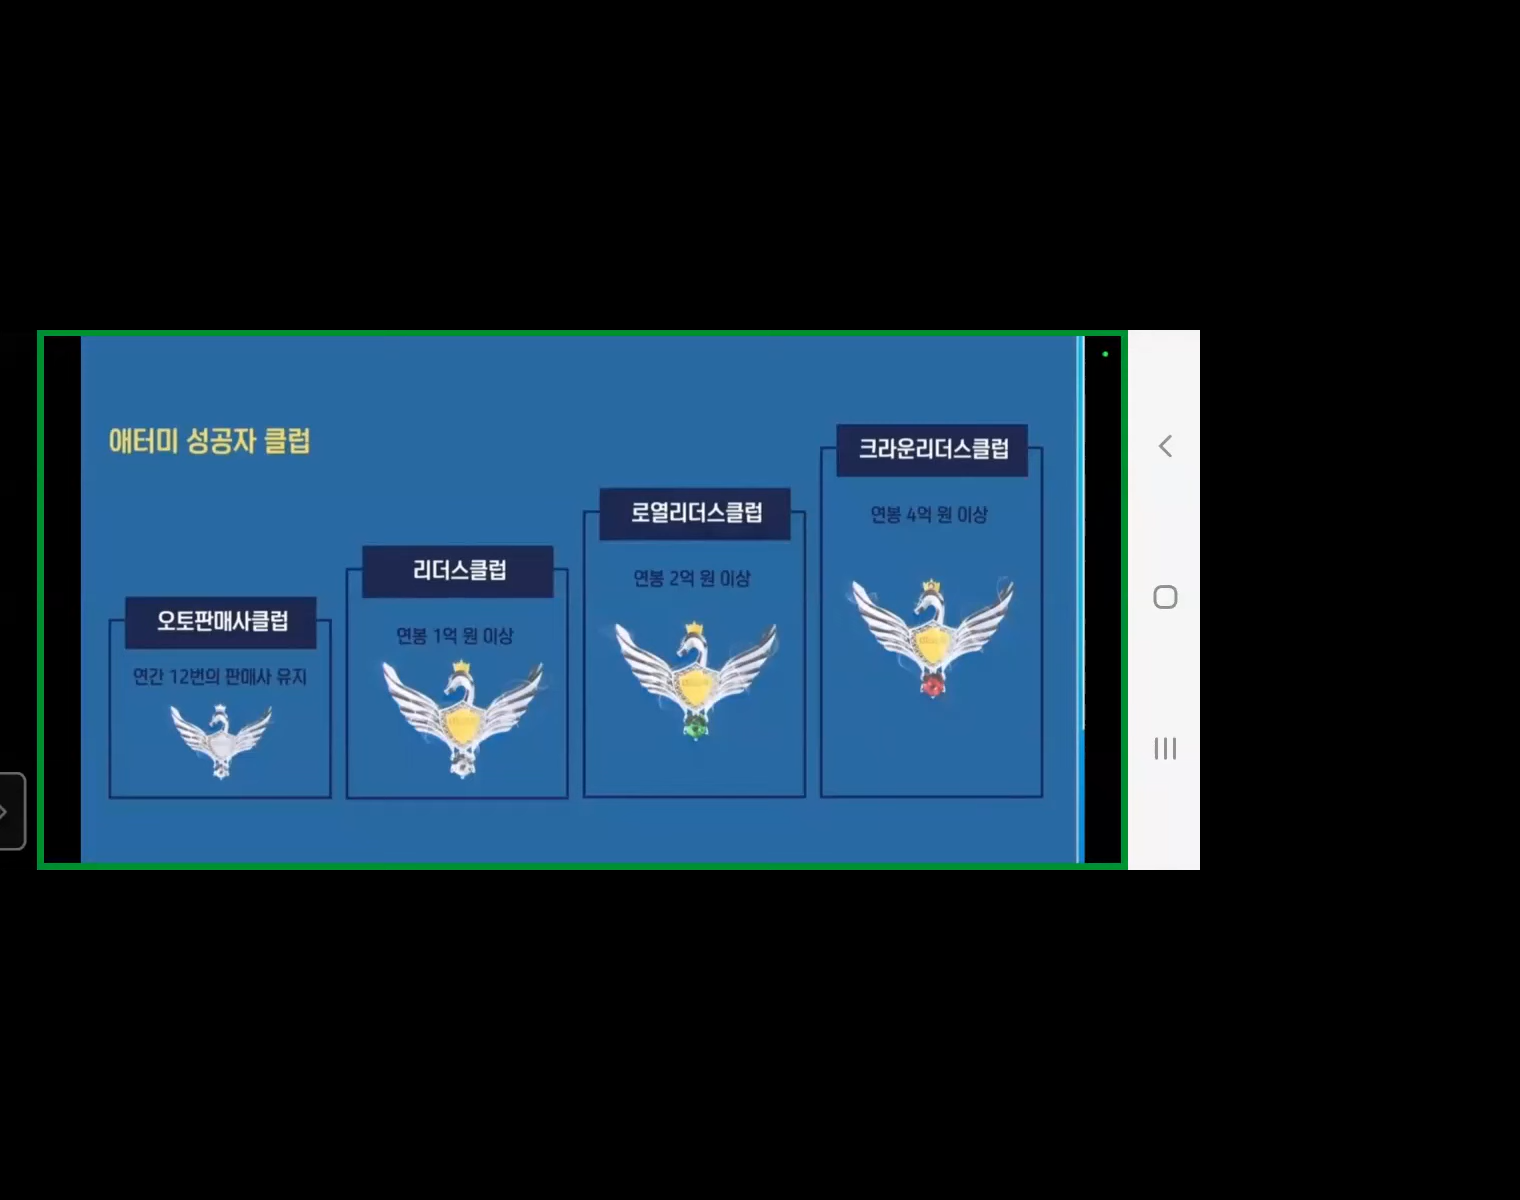 애터미 성공자 클럽
오토판매사클럽
연간 12번의 판매사 유지
리더스클럽
연봉 1억 원 이상
로열리더스클럽
연봉 2억 원 이상
크라운리더스클럽
연봉 4억 원 이상